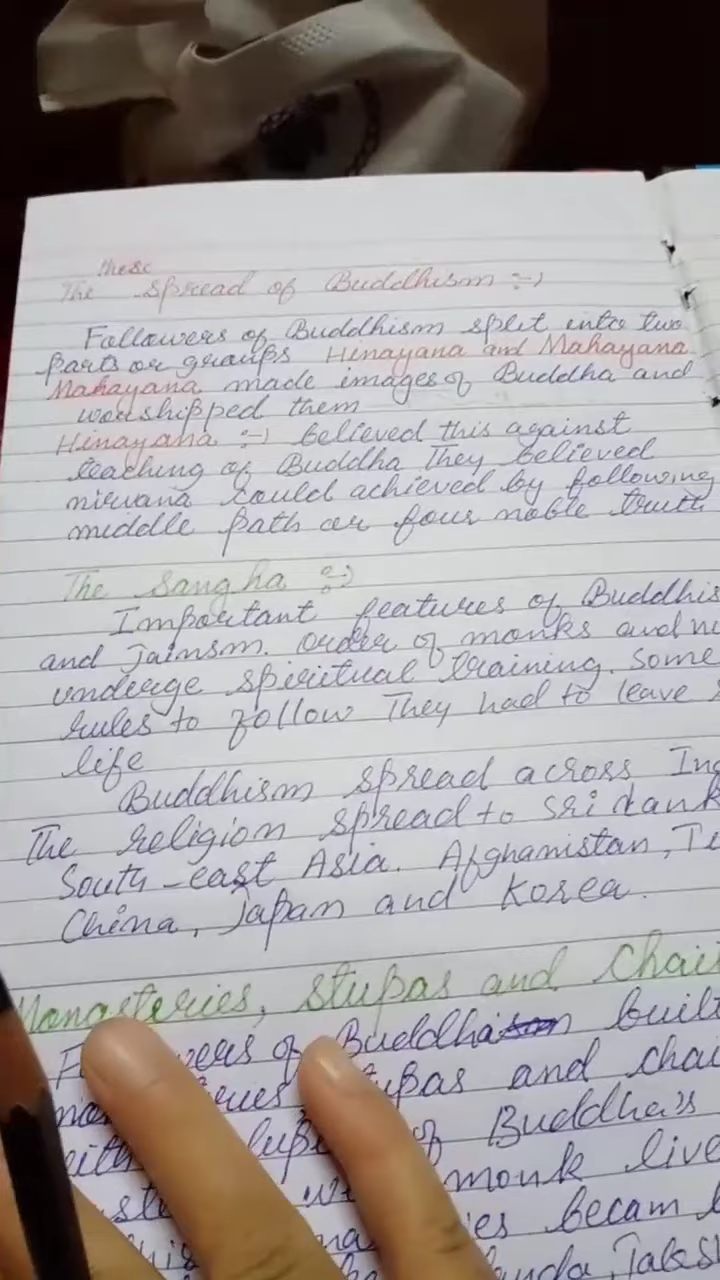 these
The spread of Buddhism :-)
Followers of Buddhism split into two
parts or groups Hinayana and Mahayana
Mahayana made images of Buddha and
worshipped them
Hinayana :-) believed this against
teaching of Buddha They believed
nirvana could achieved by following
middle path or four noble truth
The Sangha :-)
Important features of Buddhis
and Jainsm. Order of monks and
underge spiritual training. Some
rules to follow They had to leave
life
Buddhism spread across In
The religion spread to Sri Lank
South-east Asia. Afghanistan,
China, Japan and Korea.
Monasteries, Stupas and Chai
of Buddha buil
and chai
of Buddha's
monk live
becam